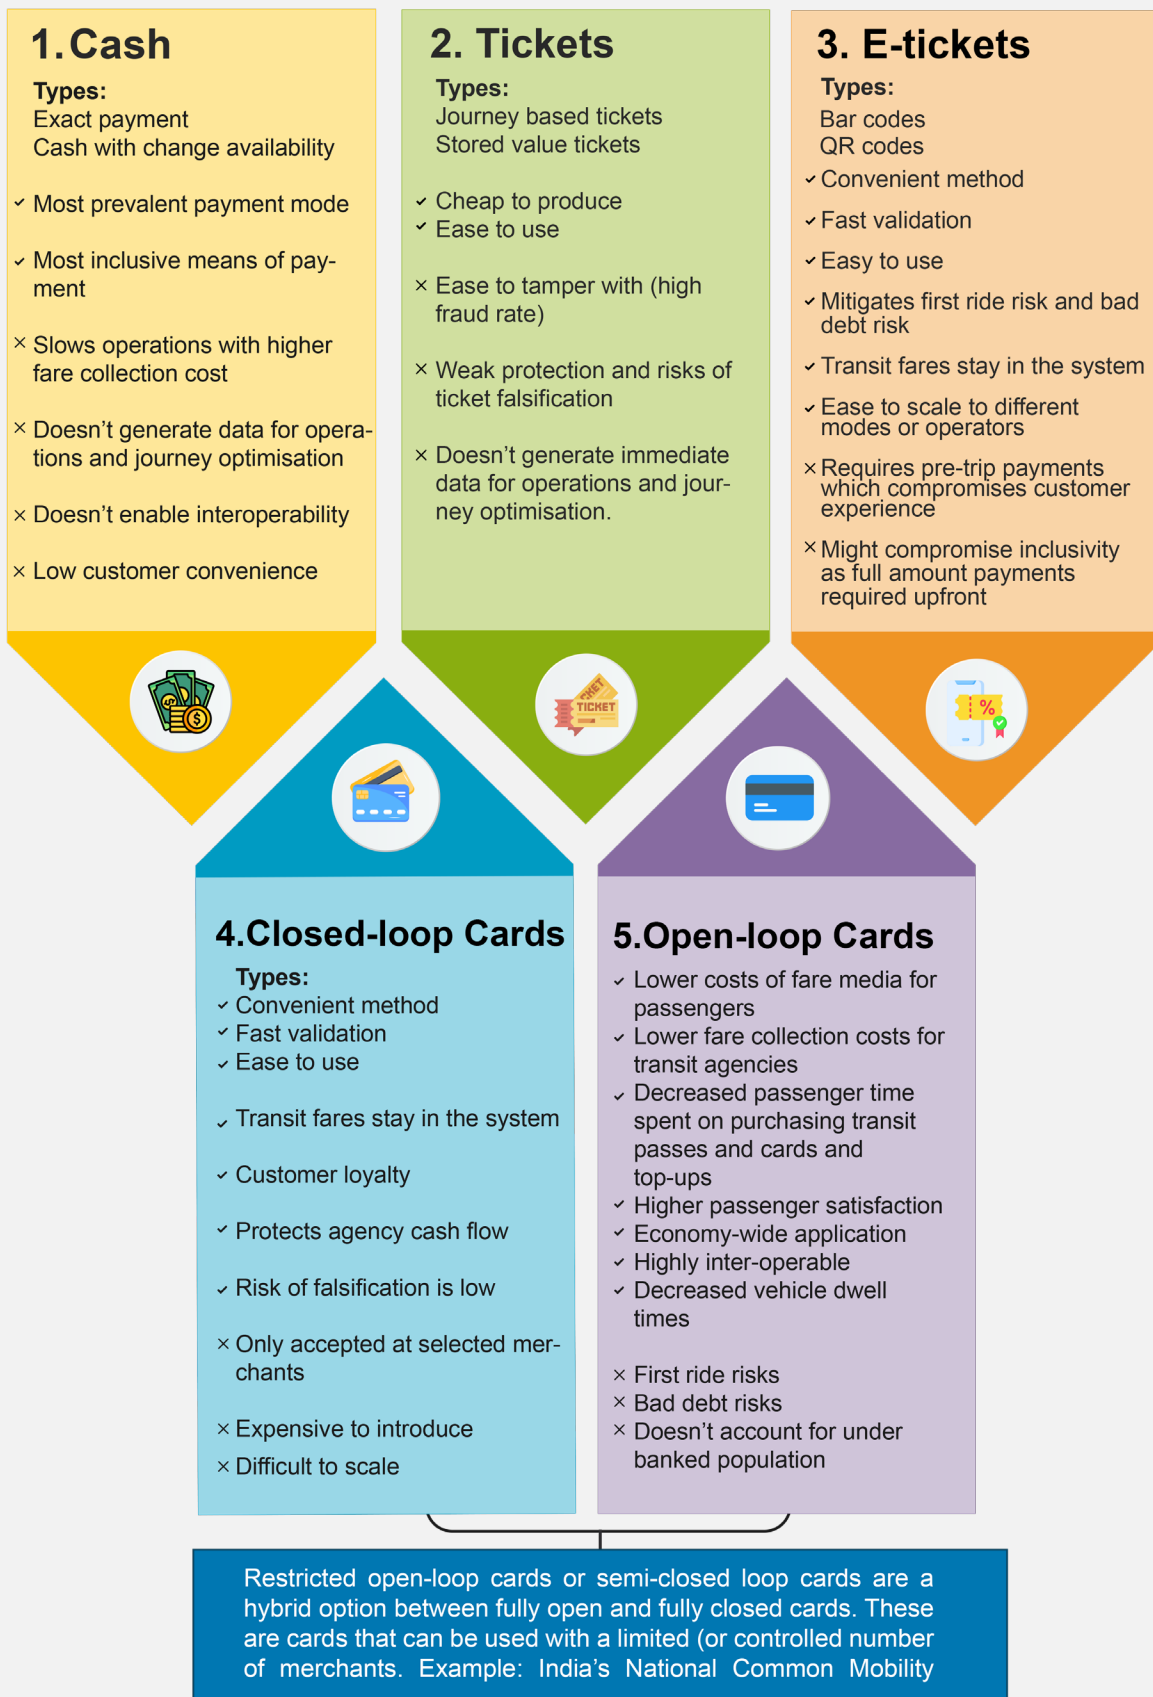 1.Cash
Types:
Exact payment
Cash with change availability
Most prevalent payment mode
Most inclusive means of pay-
ment
Slows operations with higher
fare collection cost
Doesn't generate data for opera-
tions and journey optimisation
Doesn't enable interoperability
Low customer convenience
2. Tickets
Types:
Journey based tickets
Stored value tickets
Cheap to produce
Ease to use
Ease to tamper with (high
fraud rate)
Weak protection and risks of
ticket falsification
Doesn't generate immediate
data for operations and jour-
ney optimisation.
3. E-tickets
Types:
Bar codes
QR codes
Convenient method
Fast validation
Easy to use
Mitigates first ride risk and bad
debt risk
Transit fares stay in the system
Ease to scale to different
modes or operators
Requires pre-trip payments
which compromises customer
experience
Might compromise inclusivity
as full amount payments
required upfront
$
CKET
TICKET
%
4.Closed-loop Cards
Types:
Convenient method
Fast validation
Ease to use
Transit fares stay in the system
Customer loyalty
Protects agency cash flow
Risk of falsification is low
Only accepted at selected mer-
chants
Expensive to introduce
Difficult to scale
5.Open-loop Cards
Lower costs of fare media for
passengers
Lower fare collection costs for
transit agencies
Decreased passenger time
spent on purchasing transit
passes and cards and
top-ups
Higher passenger satisfaction
Economy-wide application
Highly inter-operable
Decreased vehicle dwell
times
First ride risks
Bad debt risks
Doesn't account for under
banked population
Restricted open-loop cards or semi-closed loop cards are a
hybrid option between fully open and fully closed cards. These
are cards that can be used with a limited (or controlled number
of merchants. Example: India's National Common Mobility